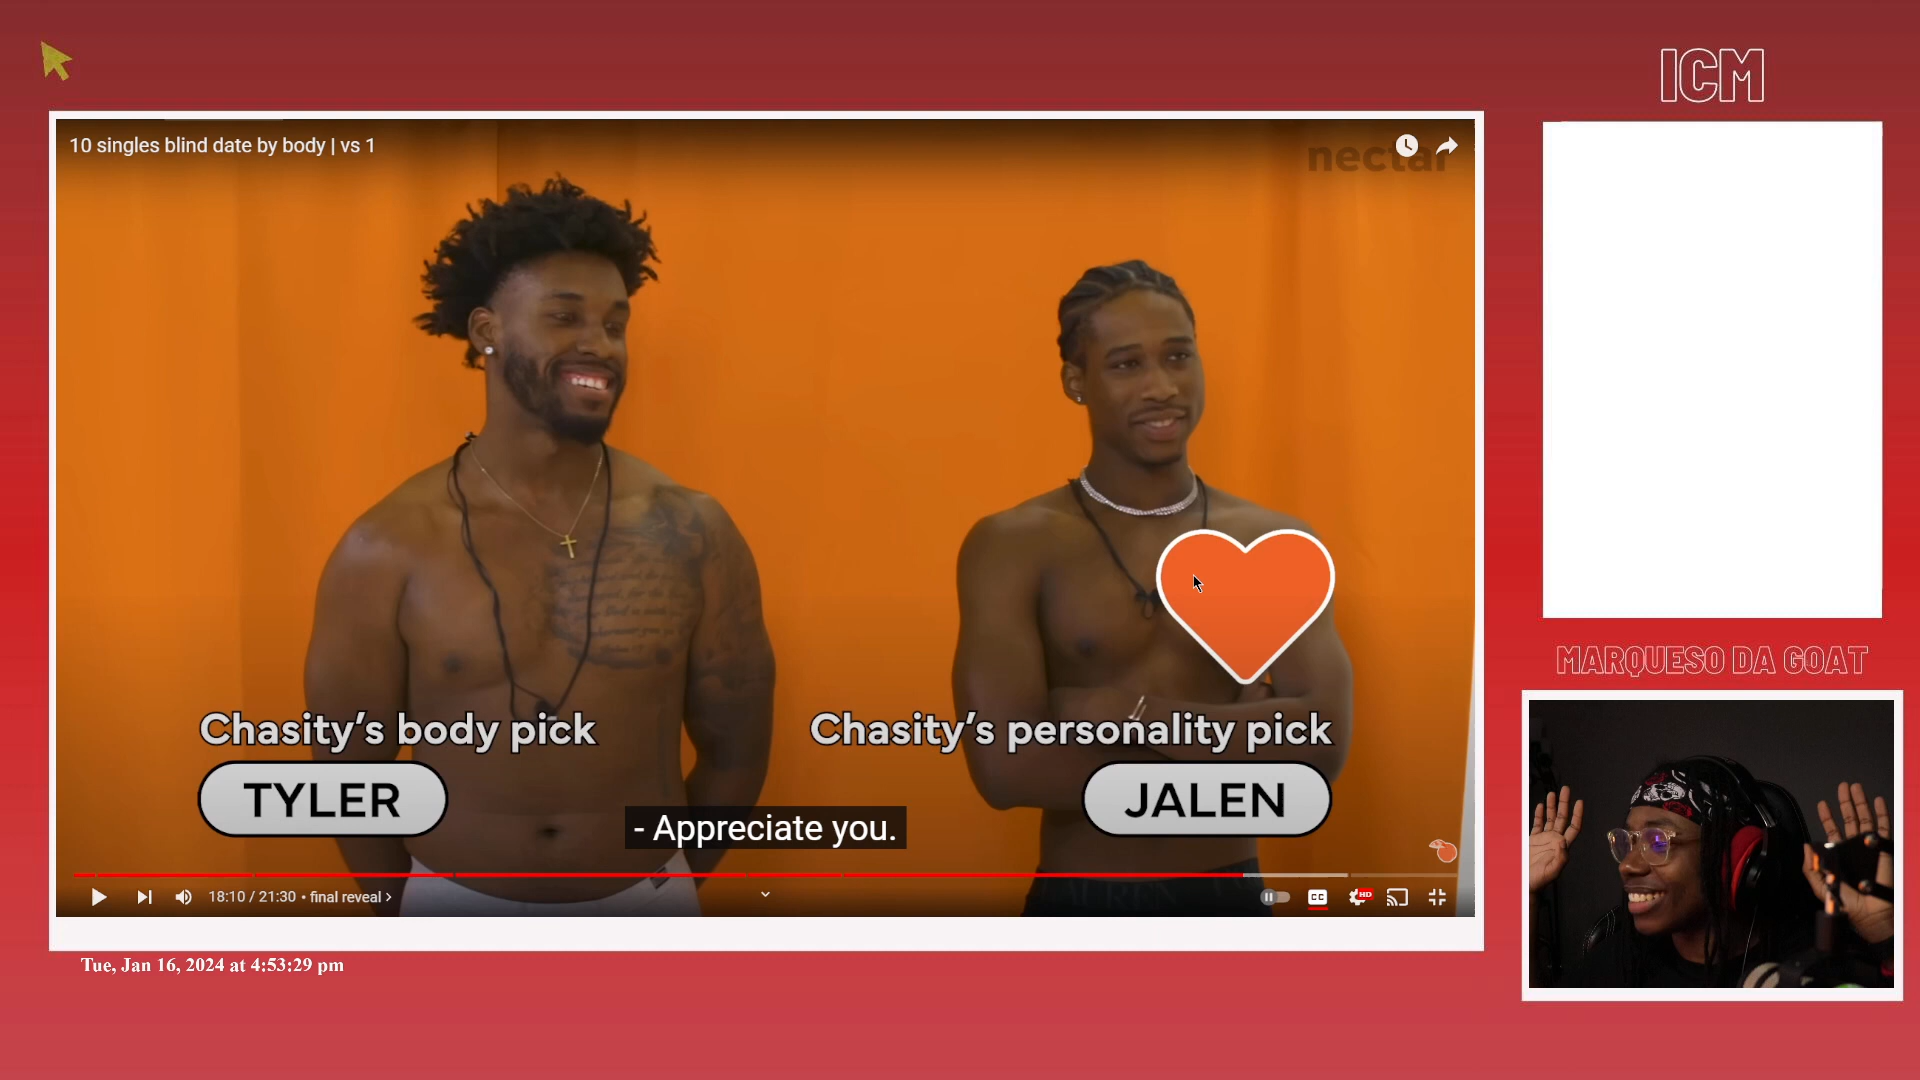 ICM
10 singles blind date by body | vs 1
nectar
MARQUESO DA GOAT
Chasity's body pick
Chasity's personality pick
TYLER
JALEN
- Appreciate you.
18:10 / 21:30 • final reveal ›
CC
HD
Tue, Jan 16, 2024 at 4:53:29 pm